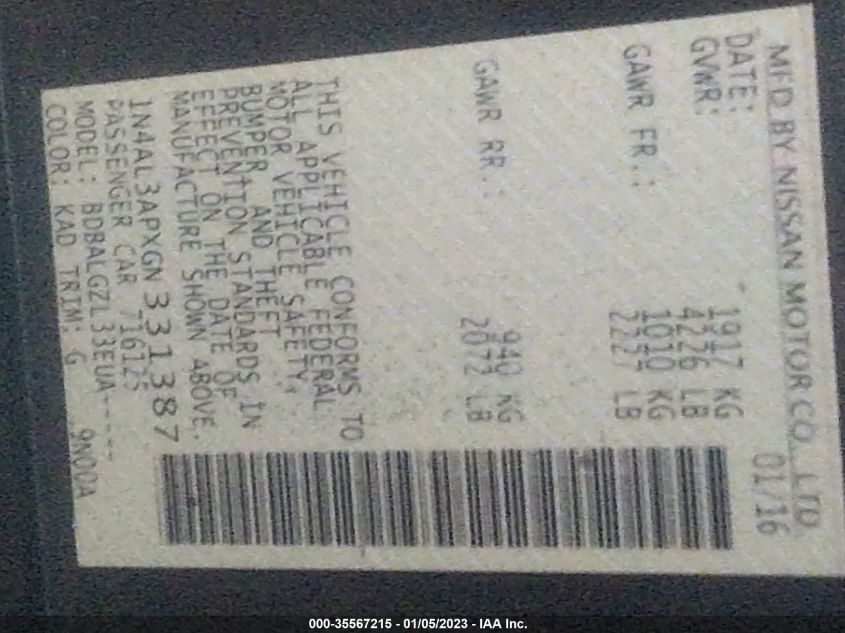 MFD BY NISSAN MOTOR CO., LTD.
DATE: 01/16
GVWR: 1917 KG
4226 LB
GAWR FR.: 1010 KG
2227 LB
GAWR RR.: 940 KG
2072 LB
THIS VEHICLE CONFORMS TO
ALL APPLICABLE FEDERAL
MOTOR VEHICLE SAFETY,
BUMPER AND THEFT
PREVENTION STANDARDS IN
EFFECT ON THE DATE OF
MANUFACTURE SHOWN ABOVE.
1N4AL3APXGN331387
PASSENGER CAR 716125
MODEL: BDBALGZL33EUA-----
COLOR: KAD TRIM: G 9N00A
000-35567215 - 01/05/2023 - IAA Inc.